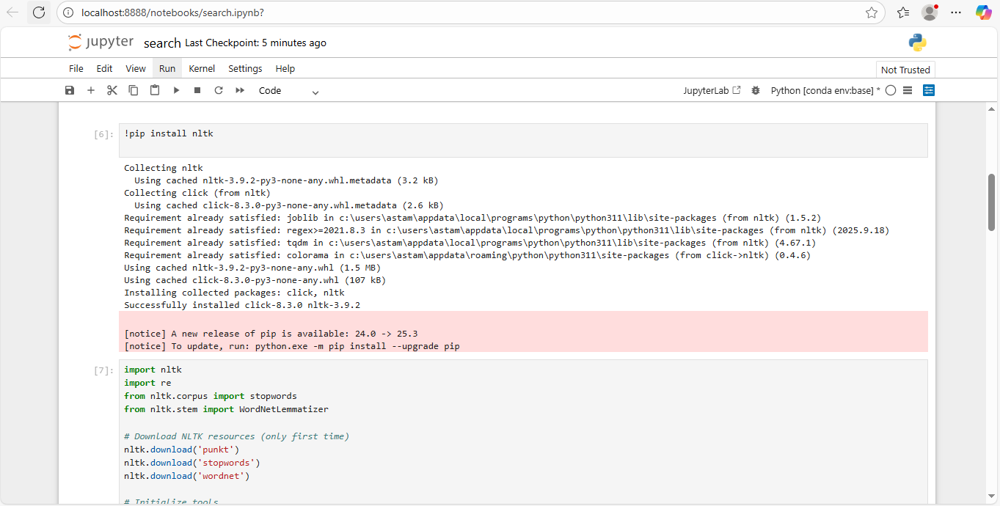 localhost:8888/notebooks/search.ipynb?
jupyter search Last Checkpoint: 5 minutes ago
File Edit View Run Kernel Settings Help
Not Trusted
Code
JupyterLab Python [conda env:base] *
[6]: !pip install nltk
Collecting nltk
  Using cached nltk-3.9.2-py3-none-any.whl.metadata (3.2 kB)
Collecting click (from nltk)
  Using cached click-8.3.0-py3-none-any.whl.metadata (2.6 kB)
Requirement already satisfied: joblib in c:\users\astam\appdata\local\programs\python\python311\lib\site-packages (from nltk) (1.5.2)
Requirement already satisfied: regex>=2021.8.3 in c:\users\astam\appdata\local\programs\python\python311\lib\site-packages (from nltk) (2025.9.18)
Requirement already satisfied: tqdm in c:\users\astam\appdata\local\programs\python\python311\lib\site-packages (from nltk) (4.67.1)
Requirement already satisfied: colorama in c:\users\astam\appdata\roaming\python\python311\site-packages (from click->nltk) (0.4.6)
Using cached nltk-3.9.2-py3-none-any.whl (1.5 MB)
Using cached click-8.3.0-py3-none-any.whl (107 kB)
Installing collected packages: click, nltk
Successfully installed click-8.3.0 nltk-3.9.2
[notice] A new release of pip is available: 24.0 -> 25.3
[notice] To update, run: python.exe -m pip install --upgrade pip
[7]: import nltk
import re
from nltk.corpus import stopwords
from nltk.stem import WordNetLemmatizer
# Download NLTK resources (only first time)
nltk.download('punkt')
nltk.download('stopwords')
nltk.download('wordnet')
# Initialize tools